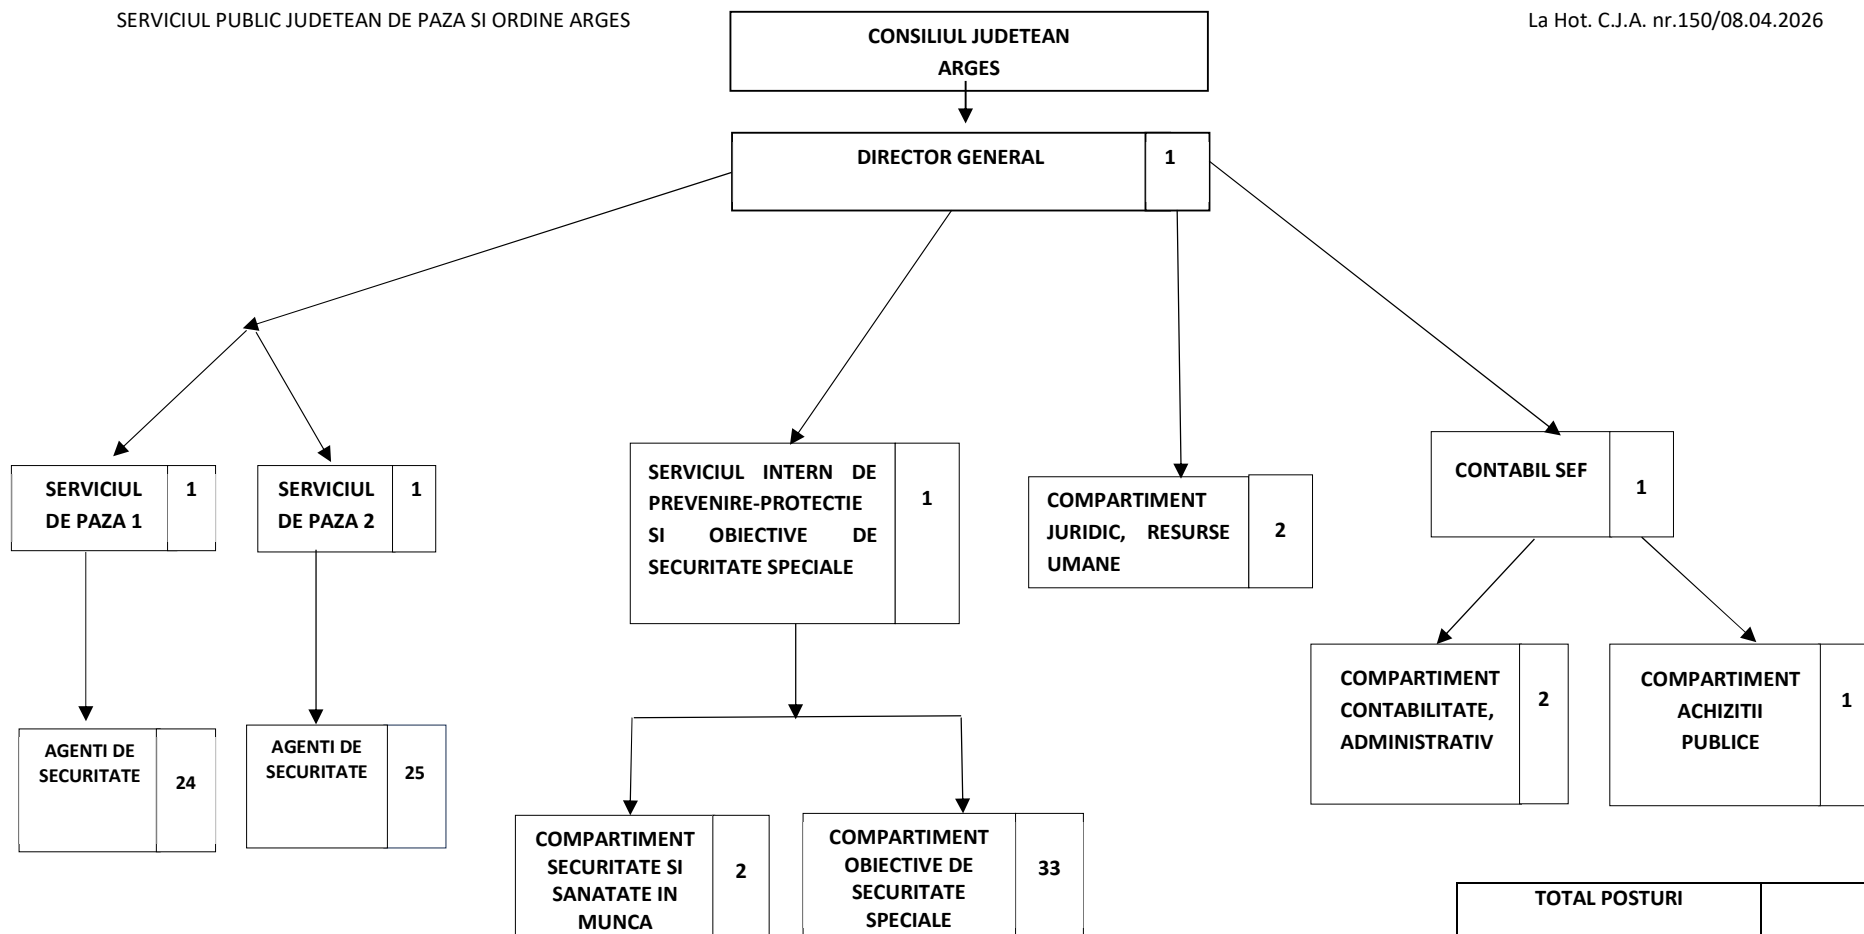 SERVICIUL PUBLIC JUDETEAN DE PAZA SI ORDINE ARGES
La Hot. C.J.A. nr.150/08.04.2026
CONSILIUL JUDETEAN
ARGES
DIRECTOR GENERAL
1
SERVICIUL
DE PAZA 1
1
SERVICIUL
DE PAZA 2
1
SERVICIUL INTERN DE
PREVENIRE-PROTECTIE
SI OBIECTIVE DE
SECURITATE SPECIALE
1
COMPARTIMENT
JURIDIC, RESURSE
UMANE
2
CONTABIL SEF
1
COMPARTIMENT
CONTABILITATE,
ADMINISTRATIV
2
COMPARTIMENT
ACHIZITII
PUBLICE
1
AGENTI DE
SECURITATE
24
AGENTI DE
SECURITATE
25
COMPARTIMENT
SECURITATE SI
SANATATE IN
MUNCA
2
COMPARTIMENT
OBIECTIVE DE
SECURITATE
SPECIALE
33
TOTAL POSTURI